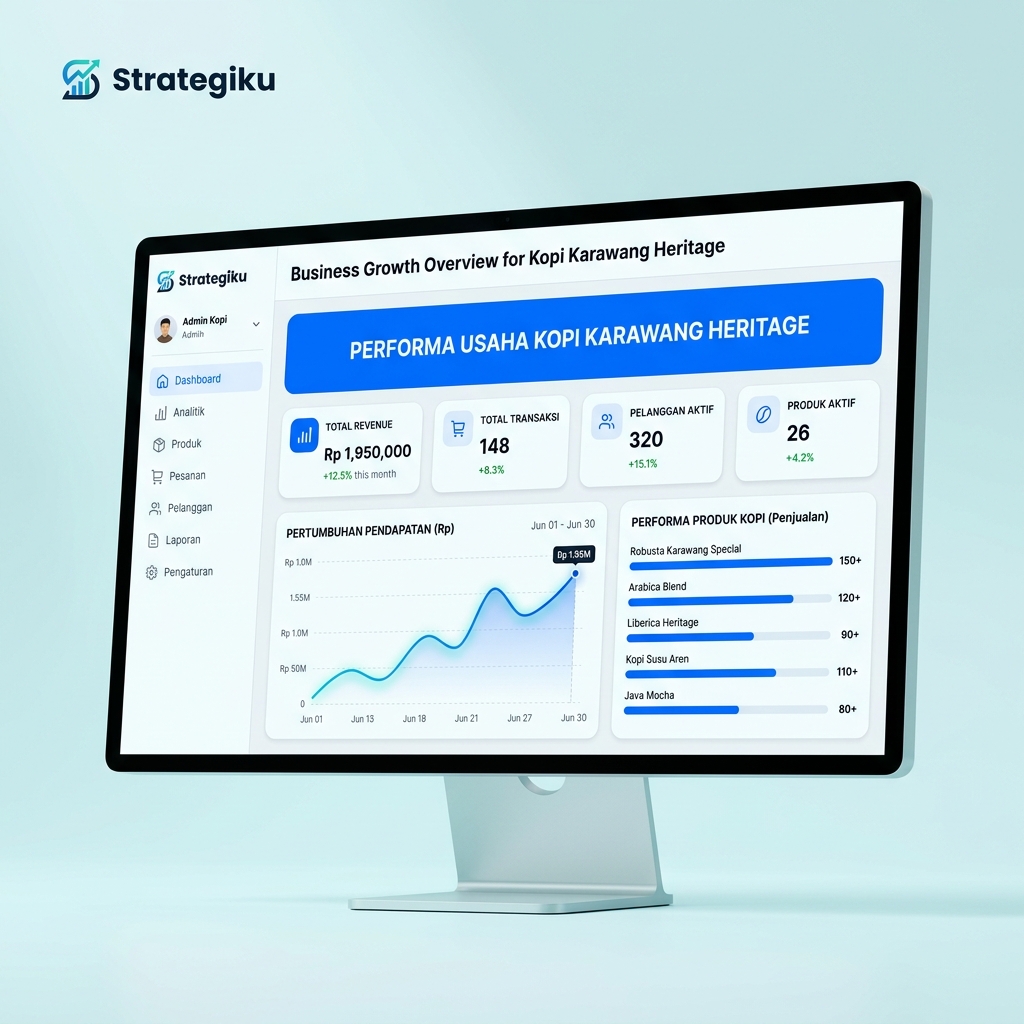 Strategiku
Strategiku
Admin Kopi
Admih
Dashboard
Analitik
Produk
Pesanan
Pelanggan
Laporan
Pengaturan
Business Growth Overview for Kopi Karawang Heritage
PERFORMA USAHA KOPI KARAWANG HERITAGE
TOTAL REVENUE
Rp 1,950,000
+12.5% this month
TOTAL TRANSAKSI
148
+8.3%
PELANGGAN AKTIF
320
+15.1%
PRODUK AKTIF
26
+4.2%
PERTUMBUHAN PENDAPATAN (Rp)
Jun 01 - Jun 30
Rp 1.0M
1.55M
Rp 1.0M
Rp 50M
0
Jun 01
Jun 13
Jun 18
Jun 21
Jun 27
Jun 30
PERFORMA PRODUK KOPI (Penjualan)
Robusta Karawang Special
150+
Arabica Blend
120+
Liberica Heritage
90+
Kopi Susu Aren
110+
Java Mocha
80+